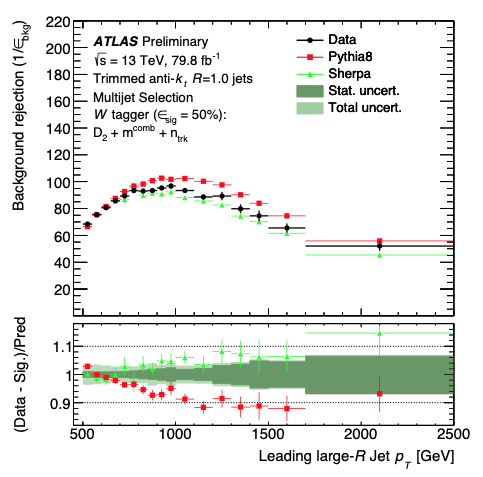 220
200
180
160
140
120
100
80
60
40
20
Background rejection (1/ϵbkg)
ATLAS Preliminary
√s = 13 TeV, 79.8 fb⁻¹
Trimmed anti-kt R=1.0 jets
Multijet Selection
W tagger (ϵsig = 50%):
D₂ + mcomb + ntrk
Data
Pythia8
Sherpa
Stat. uncert.
Total uncert.
1.1
1
0.9
(Data - Sig.)/Pred
500 1000 1500 2000 2500
Leading large-R Jet pT [GeV]